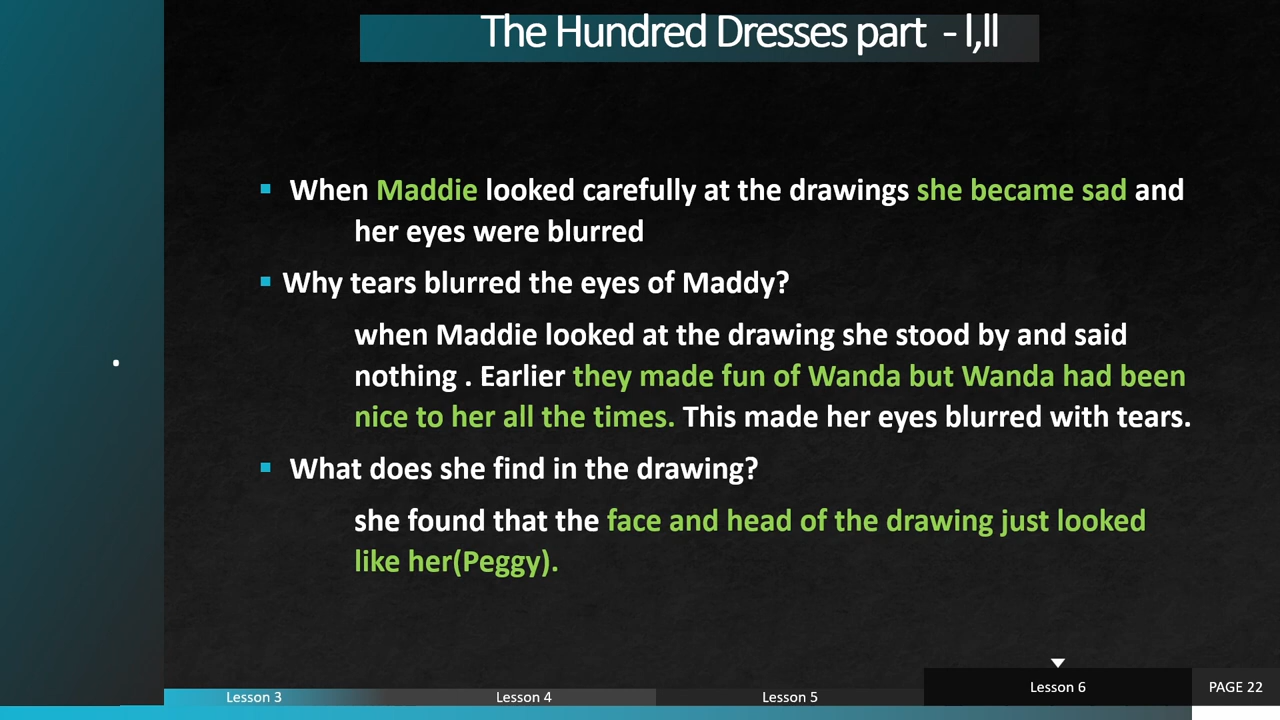 The Hundred Dresses part - l,ll
When Maddie looked carefully at the drawings she became sad and
her eyes were blurred
Why tears blurred the eyes of Maddy?
when Maddie looked at the drawing she stood by and said
nothing . Earlier they made fun of Wanda but Wanda had been
nice to her all the times. This made her eyes blurred with tears.
What does she find in the drawing?
she found that the face and head of the drawing just looked
like her(Peggy).
.
Lesson 3
Lesson 4
Lesson 5
Lesson 6
PAGE 22